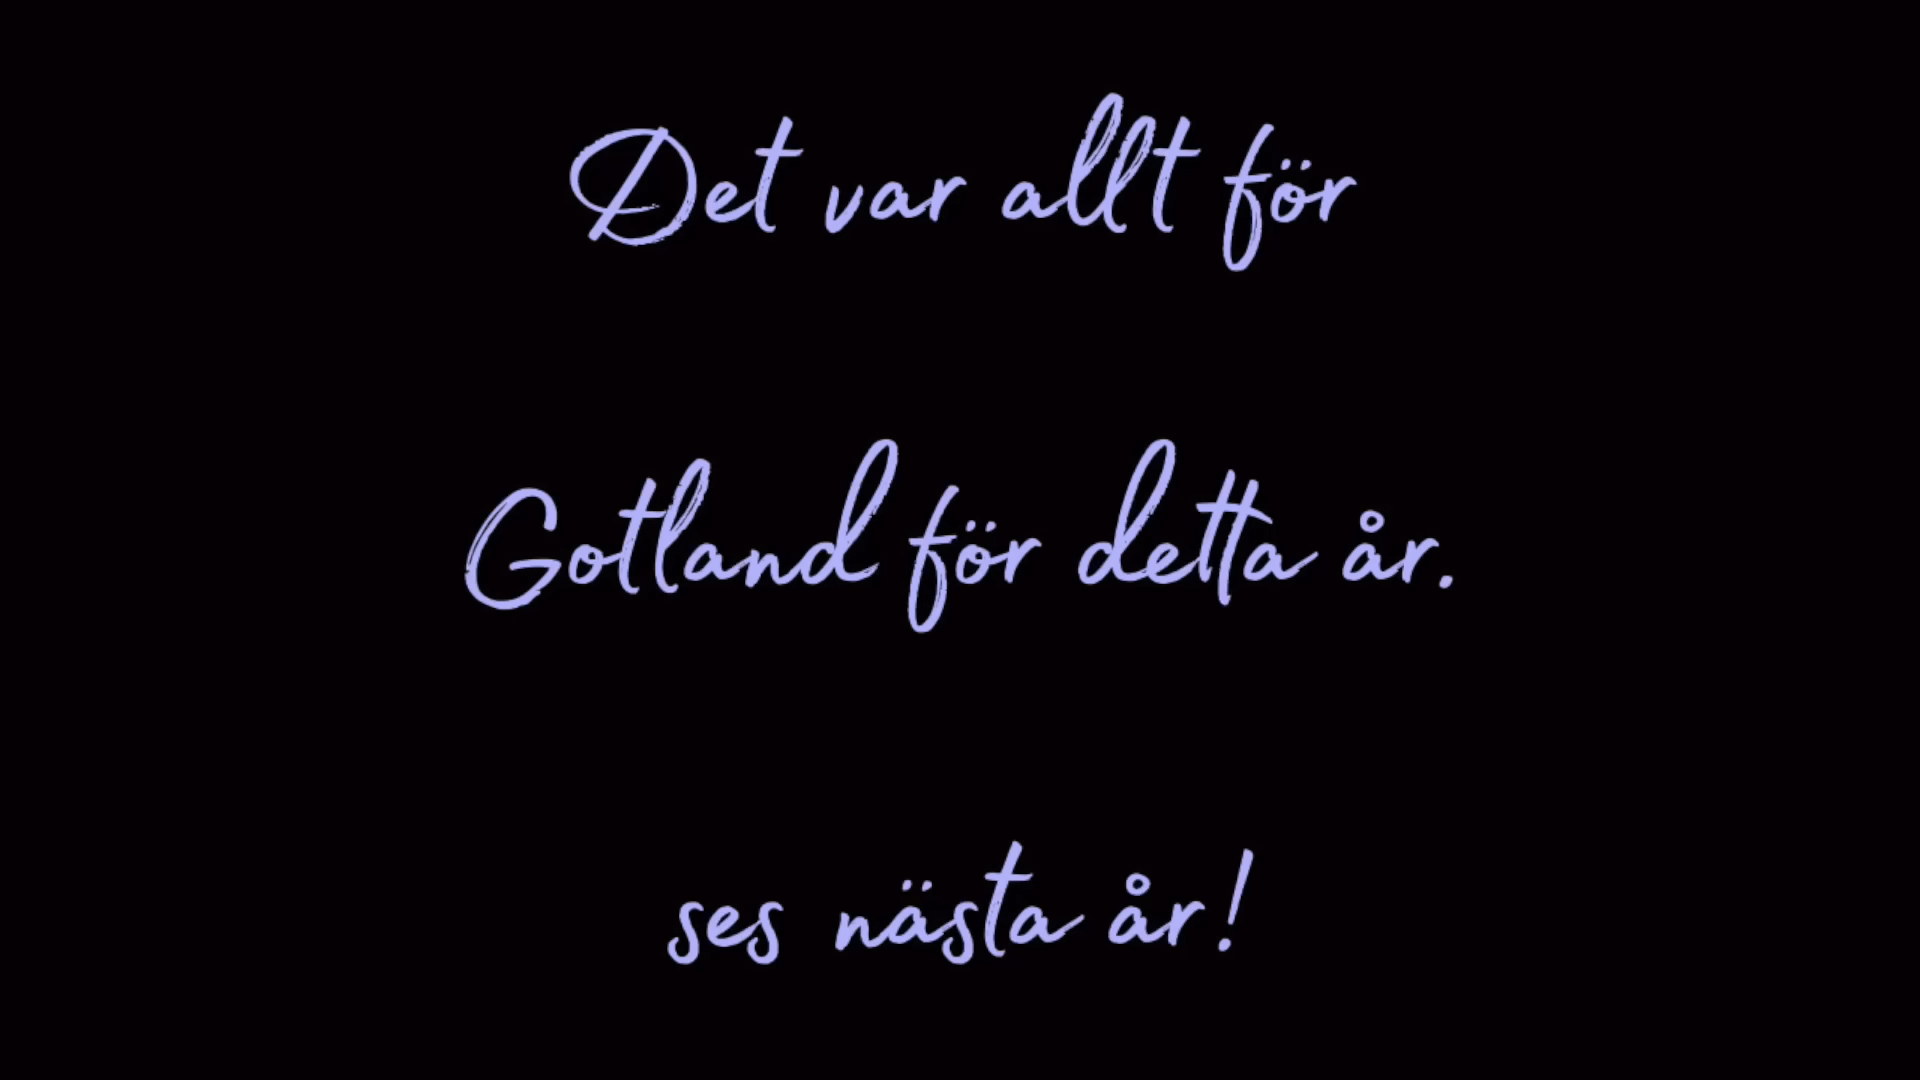 Det var allt för
Gotland för detta år.
ses nästa år!